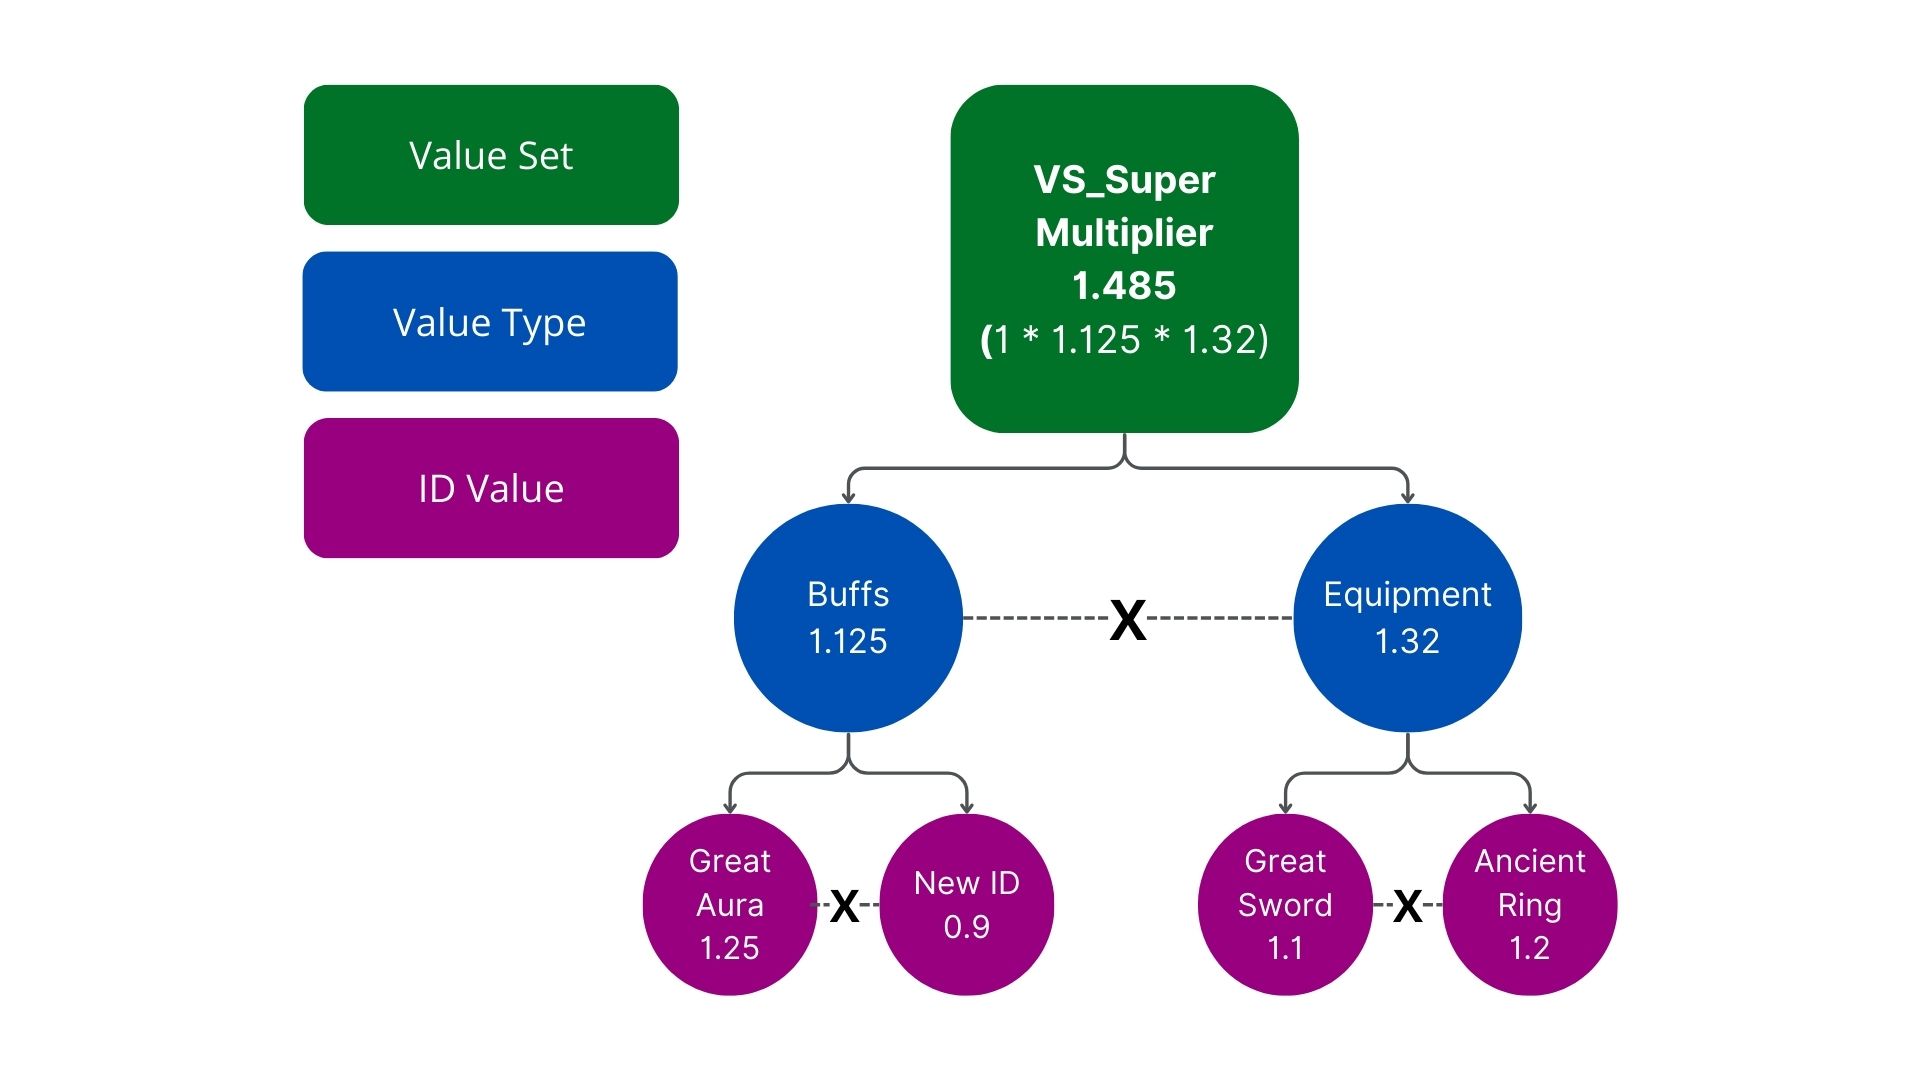 Value Set
Value Type
ID Value
VS_Super
Multiplier
1.485
(1 * 1.125 * 1.32)
Buffs
1.125
X
Equipment
1.32
Great
Aura
1.25
X
New ID
0.9
Great
Sword
1.1
X
Ancient
Ring
1.2